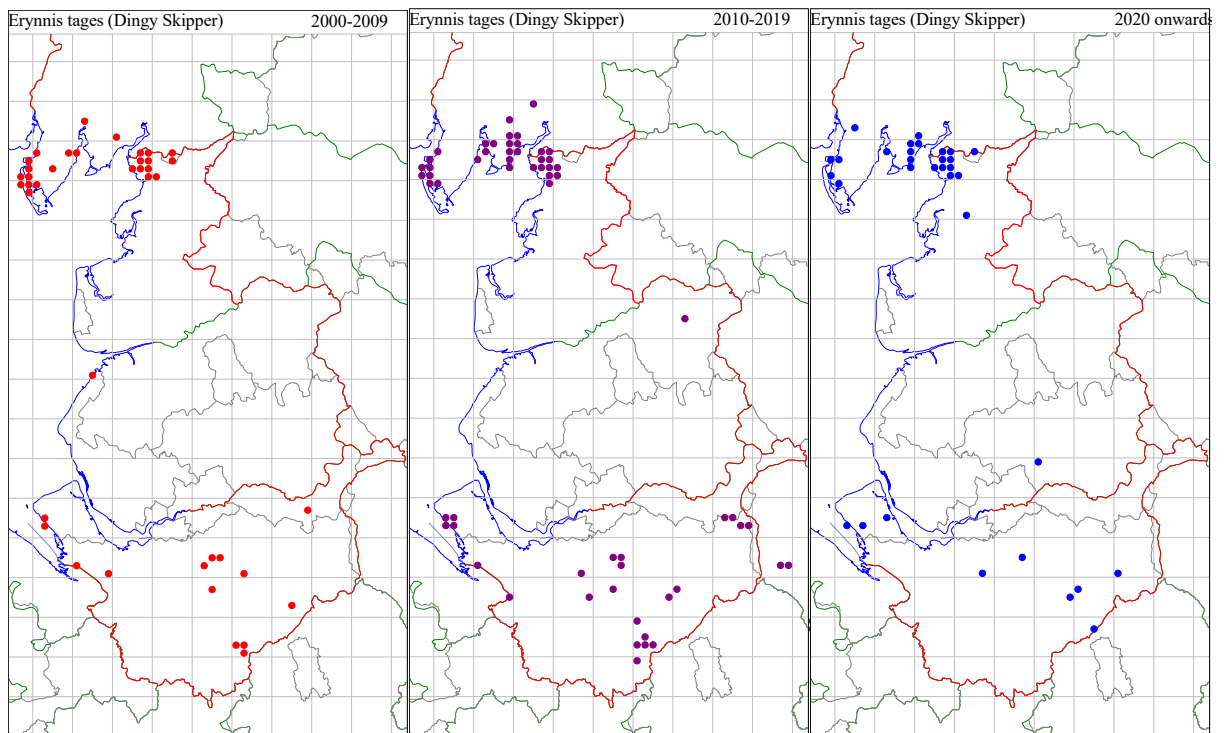 Erynnis tages (Dingy Skipper) 2000-2009
Erynnis tages (Dingy Skipper) 2010-2019
Erynnis tages (Dingy Skipper) 2020 onwards